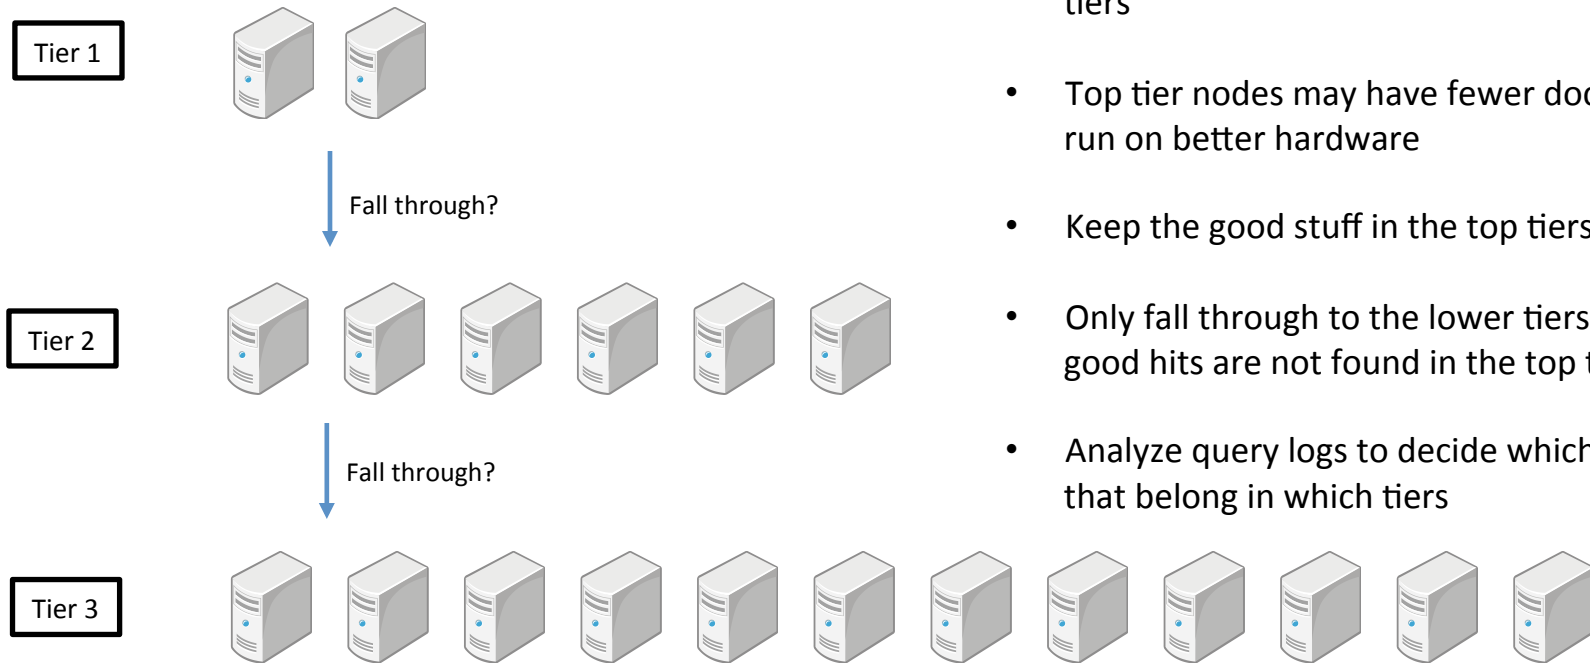 Tier 1
Fall through?
Tier 2
Fall through?
Tier 3
tiers
• Top tier nodes may have fewer
run on better hardware
• Keep the good stuff in the top tiers
• Only fall through to the lower tiers
good hits are not found in the top
• Analyze query logs to decide which
that belong in which tiers